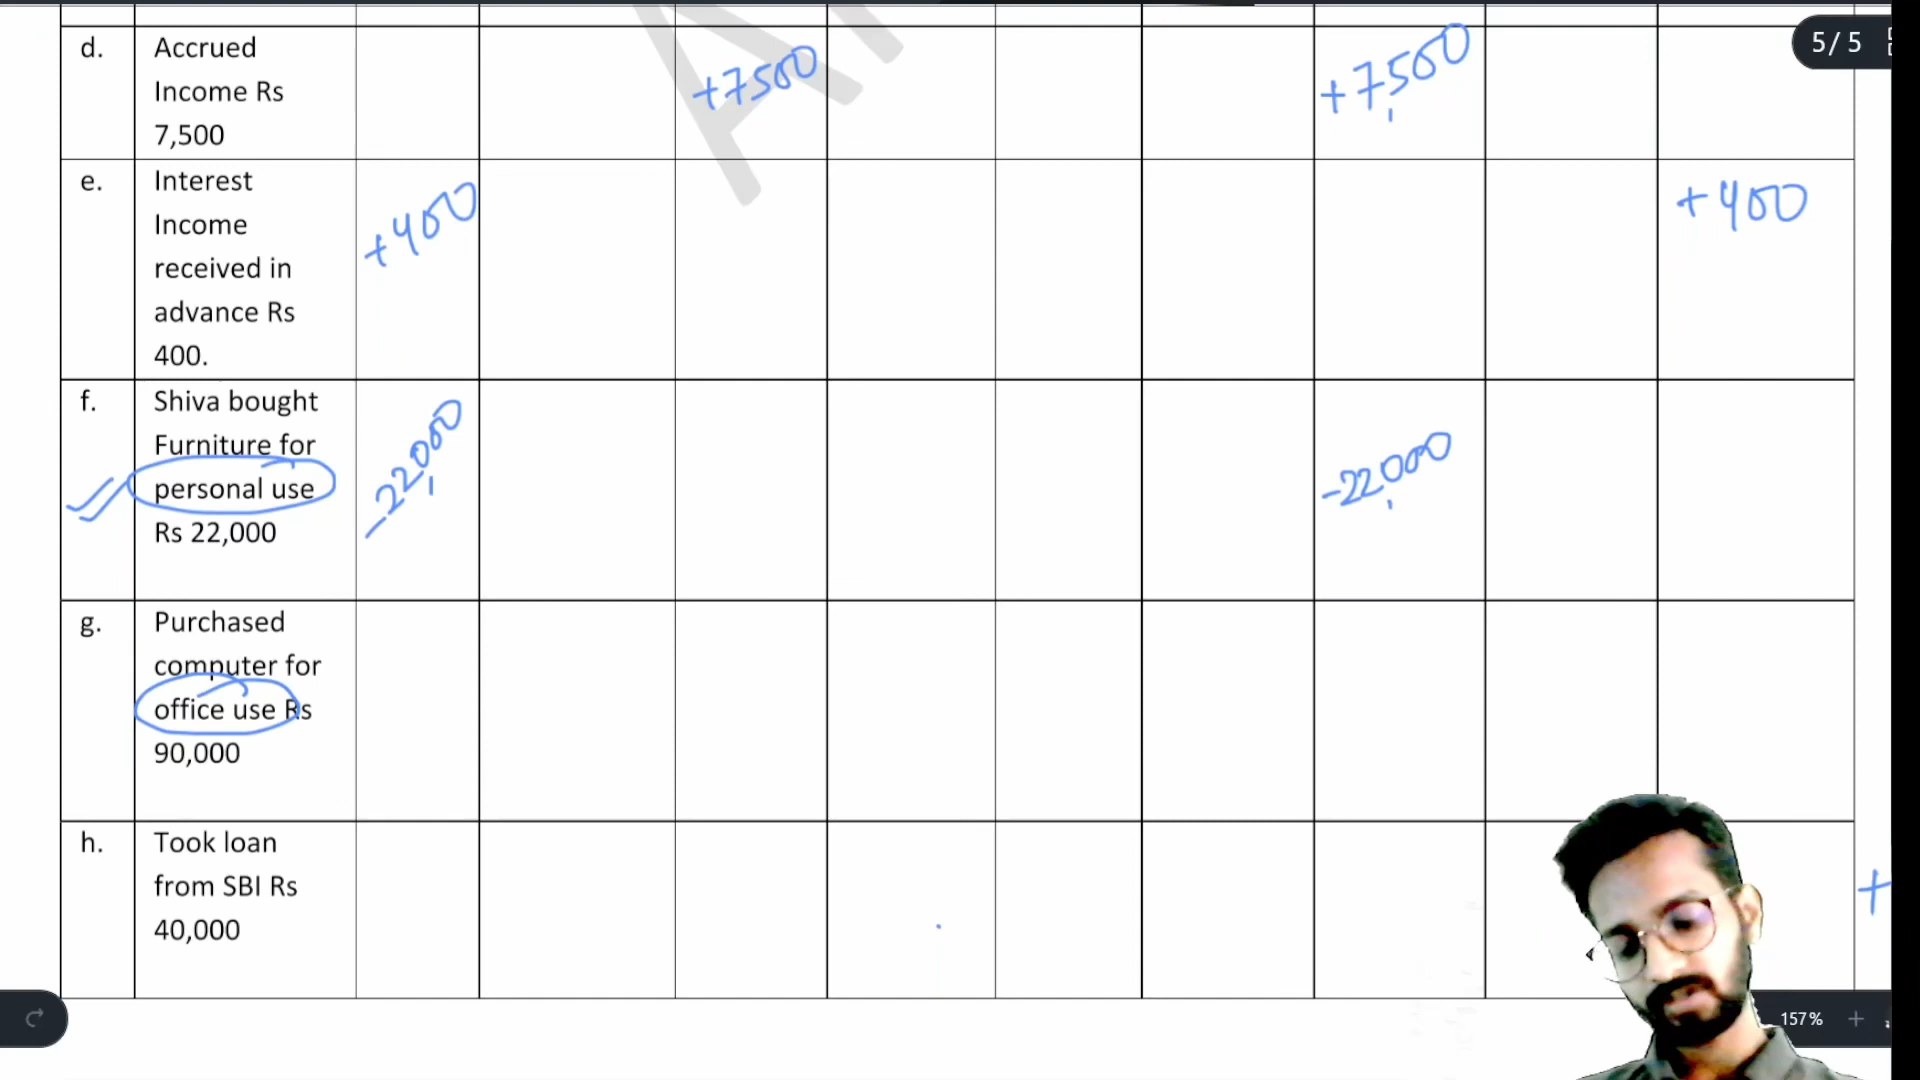 5/5
d.
Accrued
Income Rs
7,500
+7500
+7,500
e.
Interest
Income
received in
advance Rs
400.
+400
+400
f.
Shiva bought
Furniture for
personal use
Rs 22,000
-22,000
-22,000
g.
Purchased
computer for
office use Rs
90,000
h.
Took loan
from SBI Rs
40,000
+
157% +